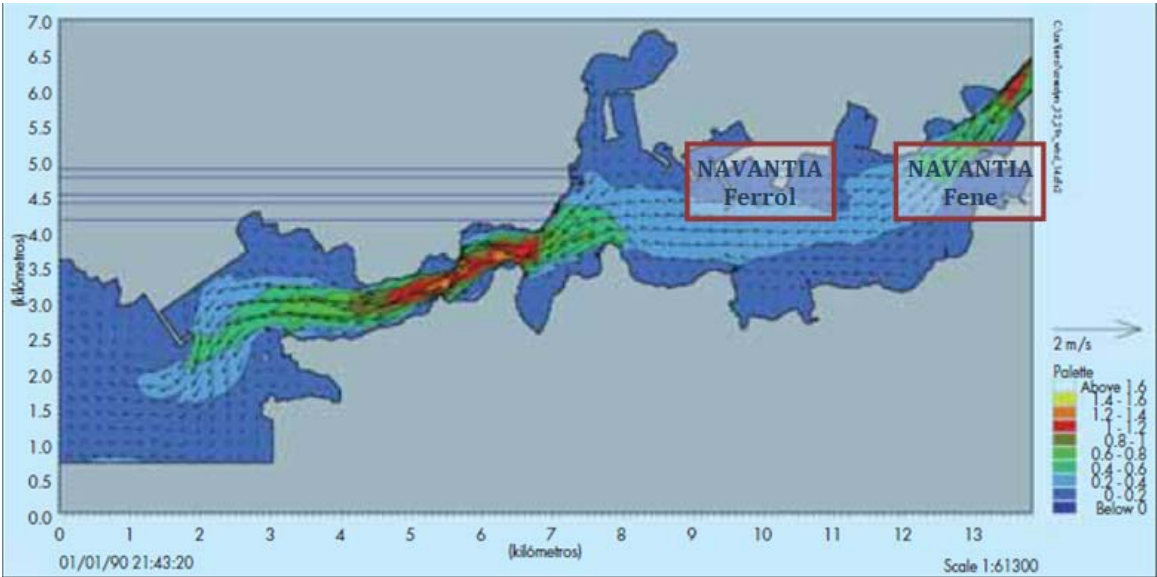 7.0
6.5
6.0
5.5
5.0
4.5
4.0
3.5
3.0
2.5
2.0
1.5
1.0
0.5
0.0
(kilómetros)
NAVANTIA
Ferrol
NAVANTIA
Fene
2 m/s
Palette
Above 1.6
1.4 - 1.6
1.2 - 1.4
1 - 1.2
0.8 - 1
0.6 - 0.8
0.4 - 0.6
0.2 - 0.4
0 - 0.2
Below 0
0 1 2 3 4 5 6 7 8 9 10 11 12 13
(kilómetros)
01/01/90 21:43:20
Scale 1:61300